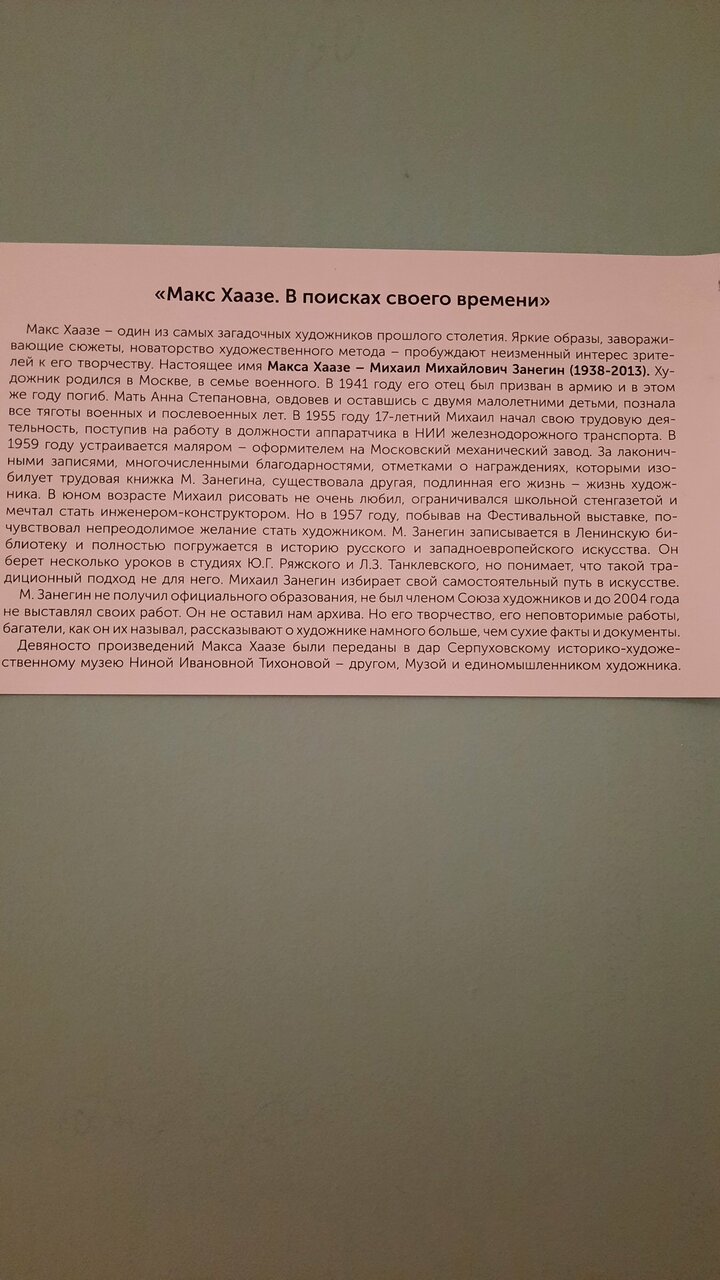 «Макс Хаазе. В поисках своего времени»
Макс Хаазе – один из самых загадочных художников прошлого столетия. Яркие образы, заворажи-
вающие сюжеты, новаторство художественного метода – пробуждают неизменный интерес зрите-
лей к его творчеству. Настоящее имя Макса Хаазе – Михаил Михайлович Занегин (1938-2013). Ху-
дожник родился в Москве, в семье военного. В 1941 году его отец был призван в армию и в этом
же году погиб. Мать Анна Степановна, овдовев и оставшись с двумя малолетними детьми, познала
все тяготы военных и послевоенных лет. В 1955 году 17-летний Михаил начал свою трудовую дея-
тельность, поступив на работу в должности аппаратчика в НИИ железнодорожного транспорта. В
1959 году устраивается маляром – оформителем на Московский механический завод. За лаконич-
ными записями, многочисленными благодарностями, отметками о награждениях, которыми изо-
билует трудовая книжка М. Занегина, существовала другая, подлинная его жизнь – жизнь худож-
ника. В юном возрасте Михаил рисовать не очень любил, ограничивался школьной стенгазетой и
мечтал стать инженером-конструктором. Но в 1957 году, побывав на Фестивальной выставке, по-
чувствовал непреодолимое желание стать художником. М. Занегин записывается в Ленинскую би-
блиотеку и полностью погружается в историю русского и западноевропейского искусства. Он
берет несколько уроков в студиях Ю.Г. Ряжского и Л.З. Танклевского, но понимает, что такой тра-
диционный подход не для него. Михаил Занегин избирает свой самостоятельный путь в искусстве.
М. Занегин не получил официального образования, не был членом Союза художников и до 2004 года
не выставлял своих работ. Он не оставил нам архива. Но его творчество, его неповторимые работы,
багатели, как он их называл, рассказывают о художнике намного больше, чем сухие факты и документы.
Девяносто произведений Макса Хаазе были переданы в дар Серпуховскому историко-художе-
ственному музею Ниной Ивановной Тихоновой – другом, Музой и единомышленником художника.